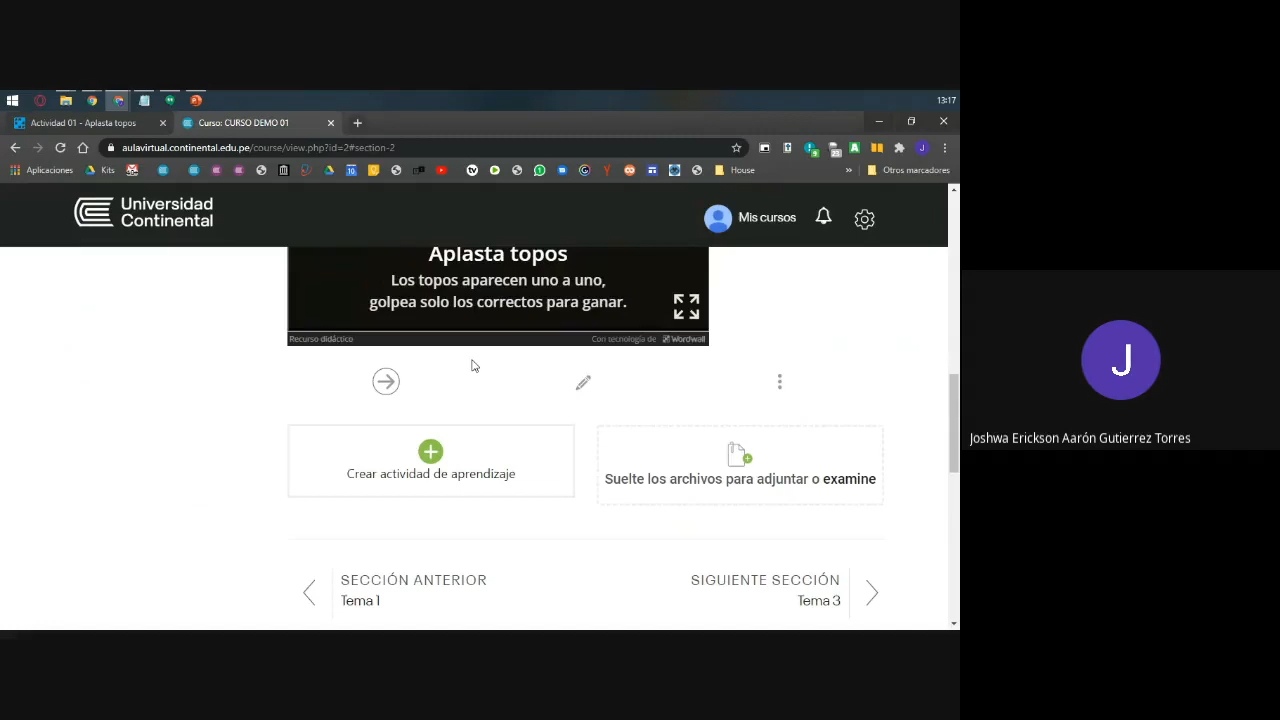 13:17
Actividad 01 - Aplasta topos
Curso: CURSO DEMO 01
aulavirtual.continental.edu.pe/course/view.php?id=2#section-2
Aplicaciones
Kits
House
»
Otros marcadores
Universidad
Continental
Mis cursos
Aplasta topos
Los topos aparecen uno a uno,
golpea solo los correctos para ganar.
Recurso didáctico
Con tecnología de Wordwall
Crear actividad de aprendizaje
Suelte los archivos para adjuntar o examine
SECCIÓN ANTERIOR
Tema 1
SIGUIENTE SECCIÓN
Tema 3
J
Joshwa Erickson Aarón Gutierrez Torres